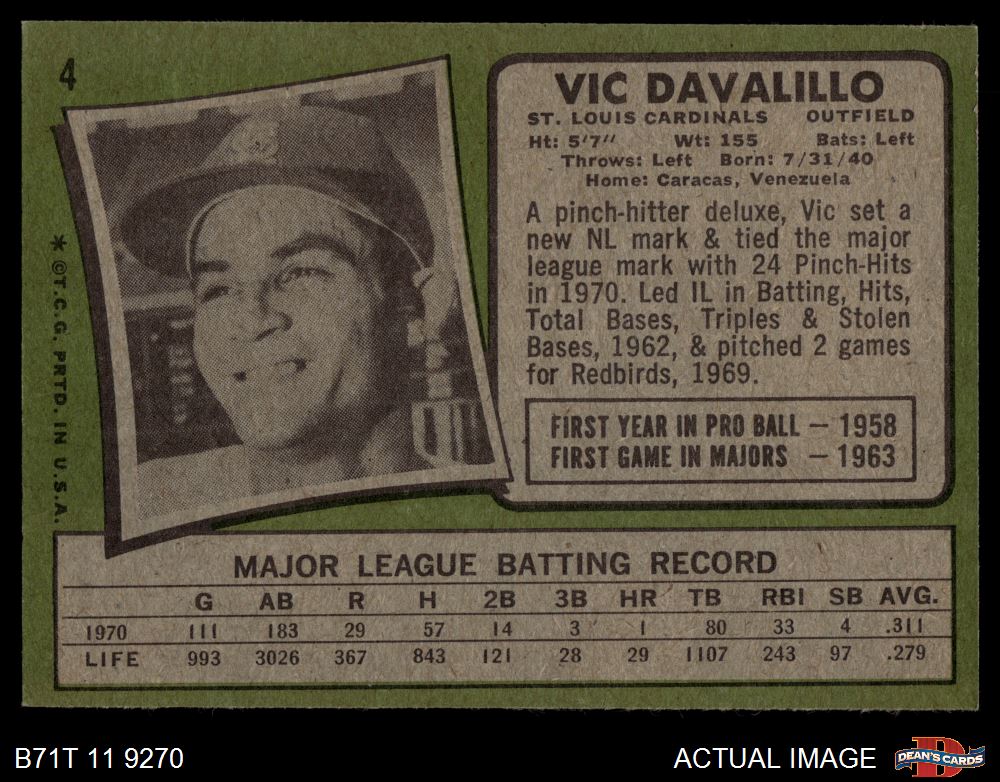 4
VIC DAVALILLO
ST. LOUIS CARDINALS OUTFIELD
Ht: 5'7" Wt: 155 Bats: Left
Throws: Left Born: 7/31/40
Home: Caracas, Venezuela
A pinch-hitter deluxe, Vic set a
new NL mark & tied the major
league mark with 24 Pinch-Hits
in 1970. Led IL in Batting, Hits,
Total Bases, Triples & Stolen
Bases, 1962, & pitched 2 games
for Redbirds, 1969.
FIRST YEAR IN PRO BALL — 1958
FIRST GAME IN MAJORS — 1963
* ©T.C.G. PRTD. IN U.S.A.
MAJOR LEAGUE BATTING RECORD
G AB R H 2B 3B HR TB RBI SB AVG.
1970 111 183 29 57 14 3 1 80 33 4 .311
LIFE 993 3026 367 843 121 28 29 1107 243 97 .279
B71T 11 9270
ACTUAL IMAGE
D
DEAN'S CARDS